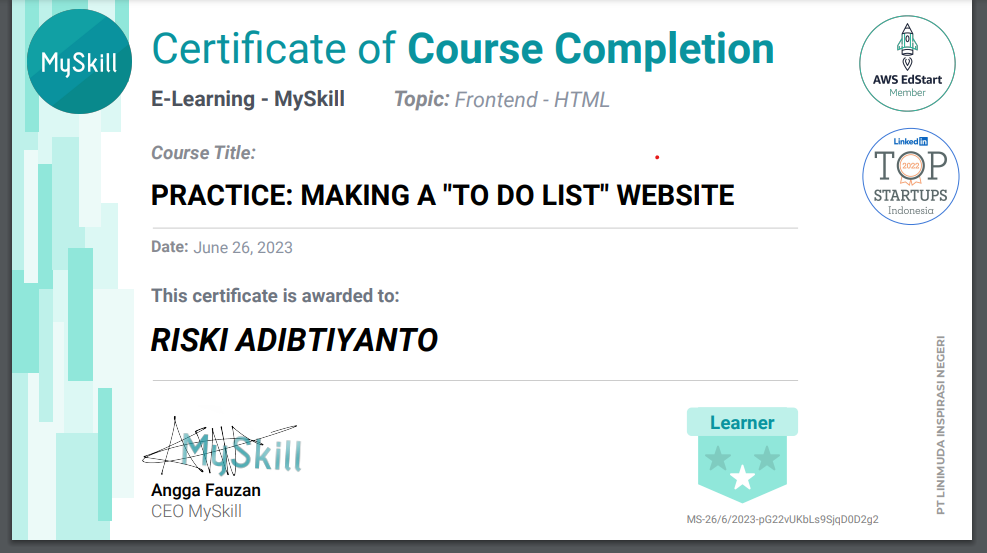 MySkill
Certificate of Course Completion
AWS EdStart
Member
E-Learning - MySkill
Topic: Frontend - HTML
LinkedIn
TOP
2022
STARTUPS
Indonesia
Course Title:
PRACTICE: MAKING A "TO DO LIST" WEBSITE
Date: June 26, 2023
This certificate is awarded to:
RISKI ADIBTIYANTO
PT LINIMUDA INSPIRASI NEGERI
MySkill
Angga Fauzan
CEO MySkill
Learner
MS-26/6/2023-pG22vUKbLs9SjqD0D2g2